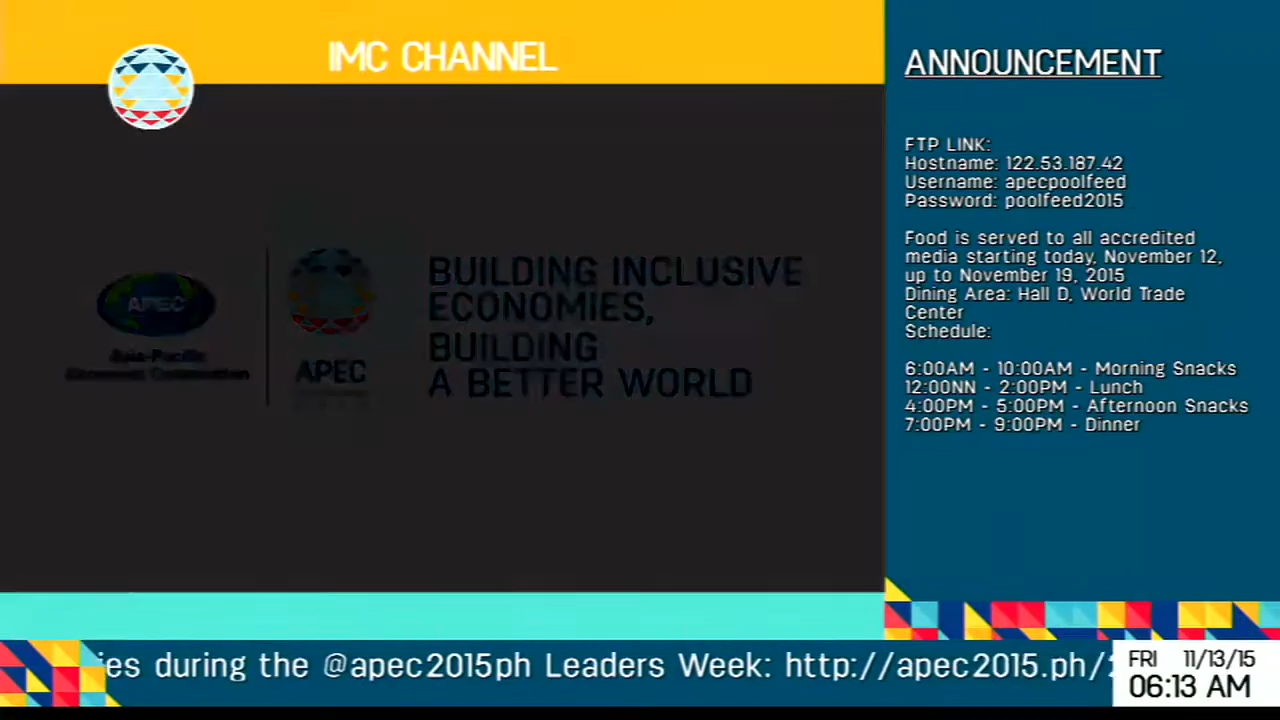 IMC CHANNEL
APEC
Asia-Pacific
Economic Cooperation
APEC
BUILDING INCLUSIVE
ECONOMIES,
BUILDING
A BETTER WORLD
ANNOUNCEMENT
FTP LINK:
Hostname: 122.53.187.42
Username: apecpoolfeed
Password: poolfeed2015
Food is served to all accredited
media starting today, November 12,
up to November 19, 2015
Dining Area: Hall D, World Trade
Center
Schedule:
6:00AM - 10:00AM - Morning Snacks
12:00NN - 2:00PM - Lunch
4:00PM - 5:00PM - Afternoon Snacks
7:00PM - 9:00PM - Dinner
ies during the @apec2015ph Leaders Week: http://apec2015.ph/
FRI 11/13/15
06:13 AM